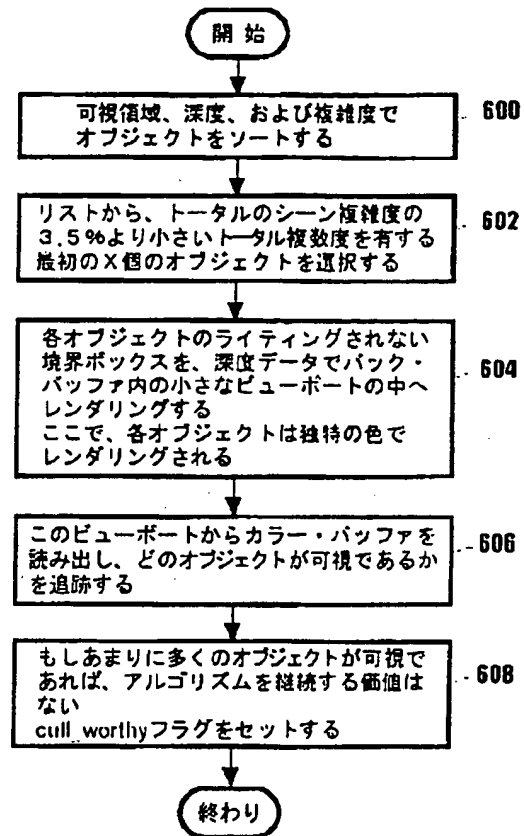 開始
可視領域、深度、および複雑度で
オブジェクトをソートする
600
リストから、トータルのシーン複雑度の
3.5%より小さいトータル複数度を有する
最初のX個のオブジェクトを選択する
602
各オブジェクトのライティングされない
境界ボックスを、深度データでバック・
バッファ内の小さなビューポートの中へ
レンダリングする
ここで、各オブジェクトは独特の色で
レンダリングされる
604
このビューポートからカラー・バッファを
読み出し、どのオブジェクトが可視であるか
を追跡する
606
もしあまりに多くのオブジェクトが可視で
あれば、アルゴリズムを継続する価値は
ない
cull_worthyフラグをセットする
608
終わり